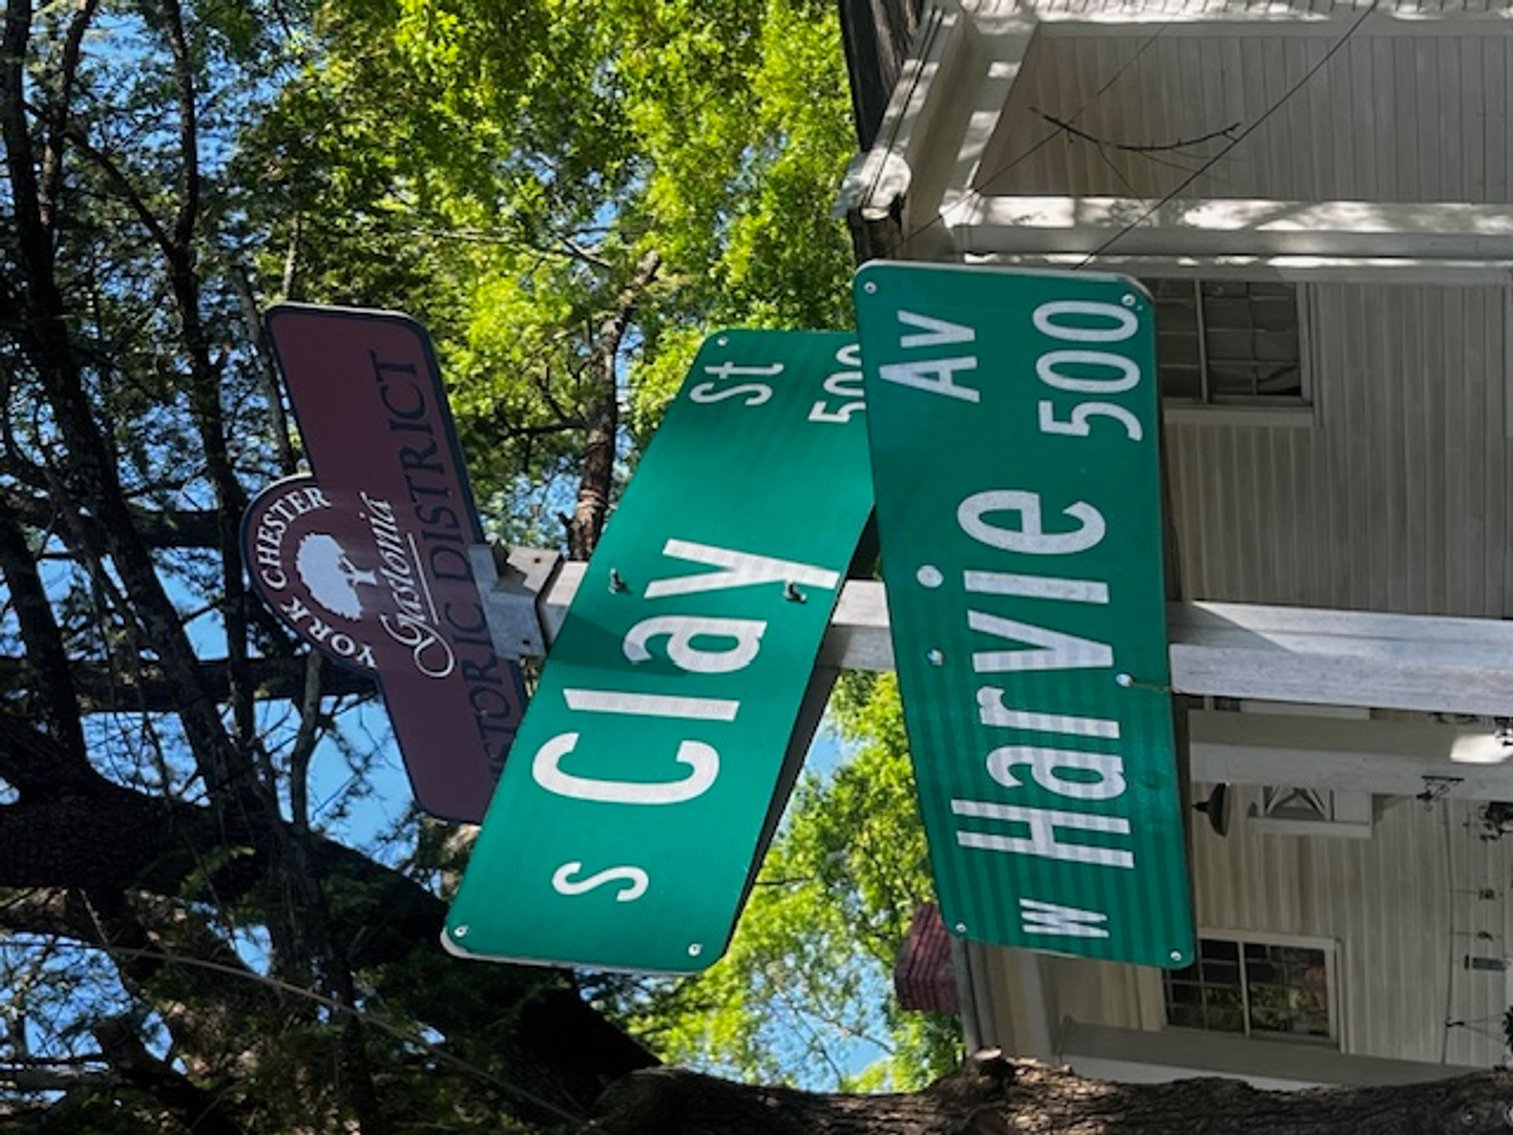 YORK CHESTER
Gastonia
HISTORIC DISTRICT
S Clay St
500
W Harvie Av
500